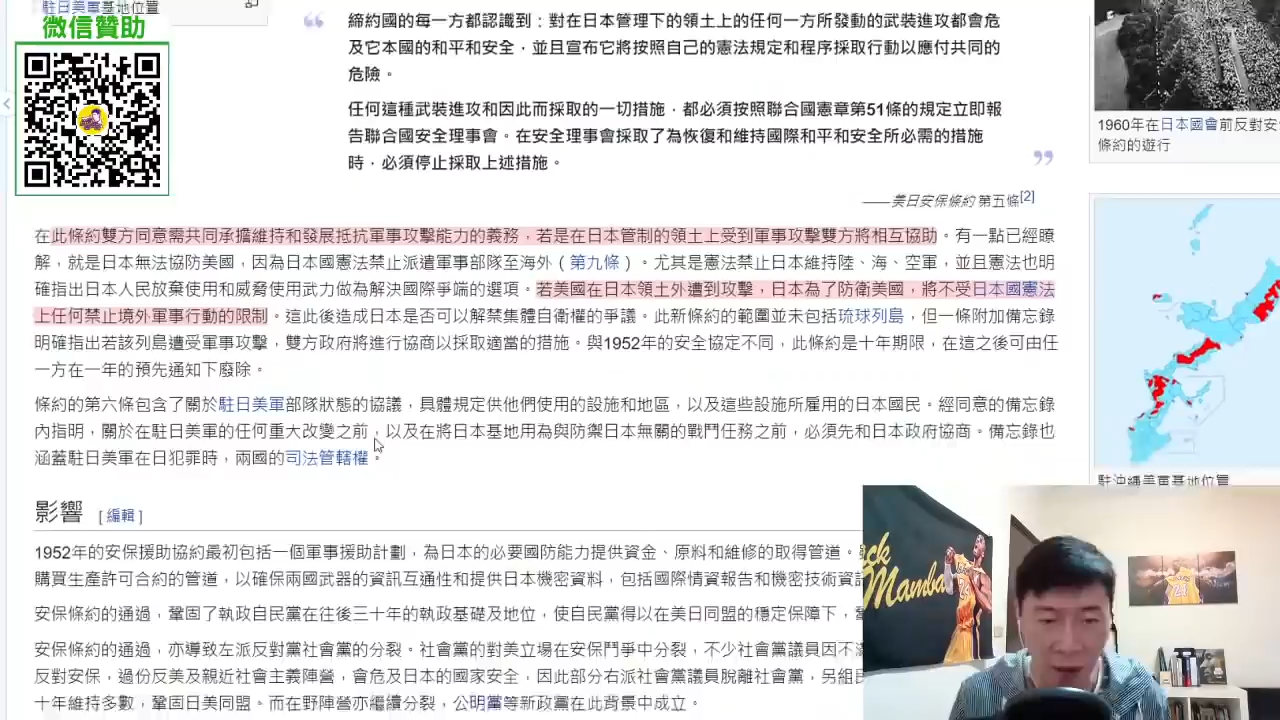 駐日美軍基地位置
微信贊助
締約國的每一方都認識到：對在日本管理下的領土上的任何一方所發動的武裝進攻都會危
及它本國的和平和安全，並且宣布它將按照自己的憲法規定和程序採取行動以應付共同的
危險。
任何這種武裝進攻和因此而採取的一切措施，都必須按照聯合國憲章第51條的規定立即報
告聯合國安全理事會。在安全理事會採取了為恢復和維持國際和平和安全所必需的措施
時，必須停止採取上述措施。
——美日安保條約 第五條[2]
在此條約雙方同意需共同承擔維持和發展抵抗軍事攻擊能力的義務，若是在日本管制的領土上受到軍事攻擊雙方將相互協助。有一點已經瞭
解，就是日本無法協防美國，因為日本國憲法禁止派遣軍事部隊至海外（第九條）。尤其是憲法禁止日本維持陸、海、空軍，並且憲法也明
確指出日本人民放棄使用和威脅使用武力做為解決國際爭端的選項。若美國在日本領土外遭到攻擊，日本為了防衛美國，將不受日本國憲法
上任何禁止境外軍事行動的限制。這此後造成日本是否可以解禁集體自衛權的爭議。此新條約的範圍並未包括琉球列島，但一條附加備忘錄
明確指出若該列島遭受軍事攻擊，雙方政府將進行協商以採取適當的措施。與1952年的安全協定不同，此條約是十年期限，在這之後可由任
一方在一年的預先通知下廢除。
條約的第六條包含了關於駐日美軍部隊狀態的協議，具體規定供他們使用的設施和地區，以及這些設施所雇用的日本國民。經同意的備忘錄
內指明，關於在駐日美軍的任何重大改變之前，以及在將日本基地用為與防禦日本無關的戰鬥任務之前，必須先和日本政府協商。備忘錄也
涵蓋駐日美軍在日犯罪時，兩國的司法管轄權。
影響 [編輯]
1952年的安保援助協約最初包括一個軍事援助計劃，為日本的必要國防能力提供資金、原料和維修的取得管道。
購買生產許可合約的管道，以確保兩國武器的資訊互通性和提供日本機密資料，包括國際情資報告和機密技術資訊
安保條約的通過，鞏固了執政自民黨在往後三十年的執政基礎及地位，使自民黨得以在美日同盟的穩定保障下，
安保條約的通過，亦導致左派反對黨社會黨的分裂。社會黨的對美立場在安保鬥爭中分裂，不少社會黨議員因不滿
反對安保，過份反美及親近社會主義陣營，會危及日本的國家安全，因此部分右派社會黨議員脫離社會黨，另組
十年維持多數，鞏固日美同盟。而在野陣營亦繼續分裂，公明黨等新政黨在此背景中成立。
1960年在日本國會前反對安
條約的遊行
駐沖繩美軍基地位置
Mamba
24